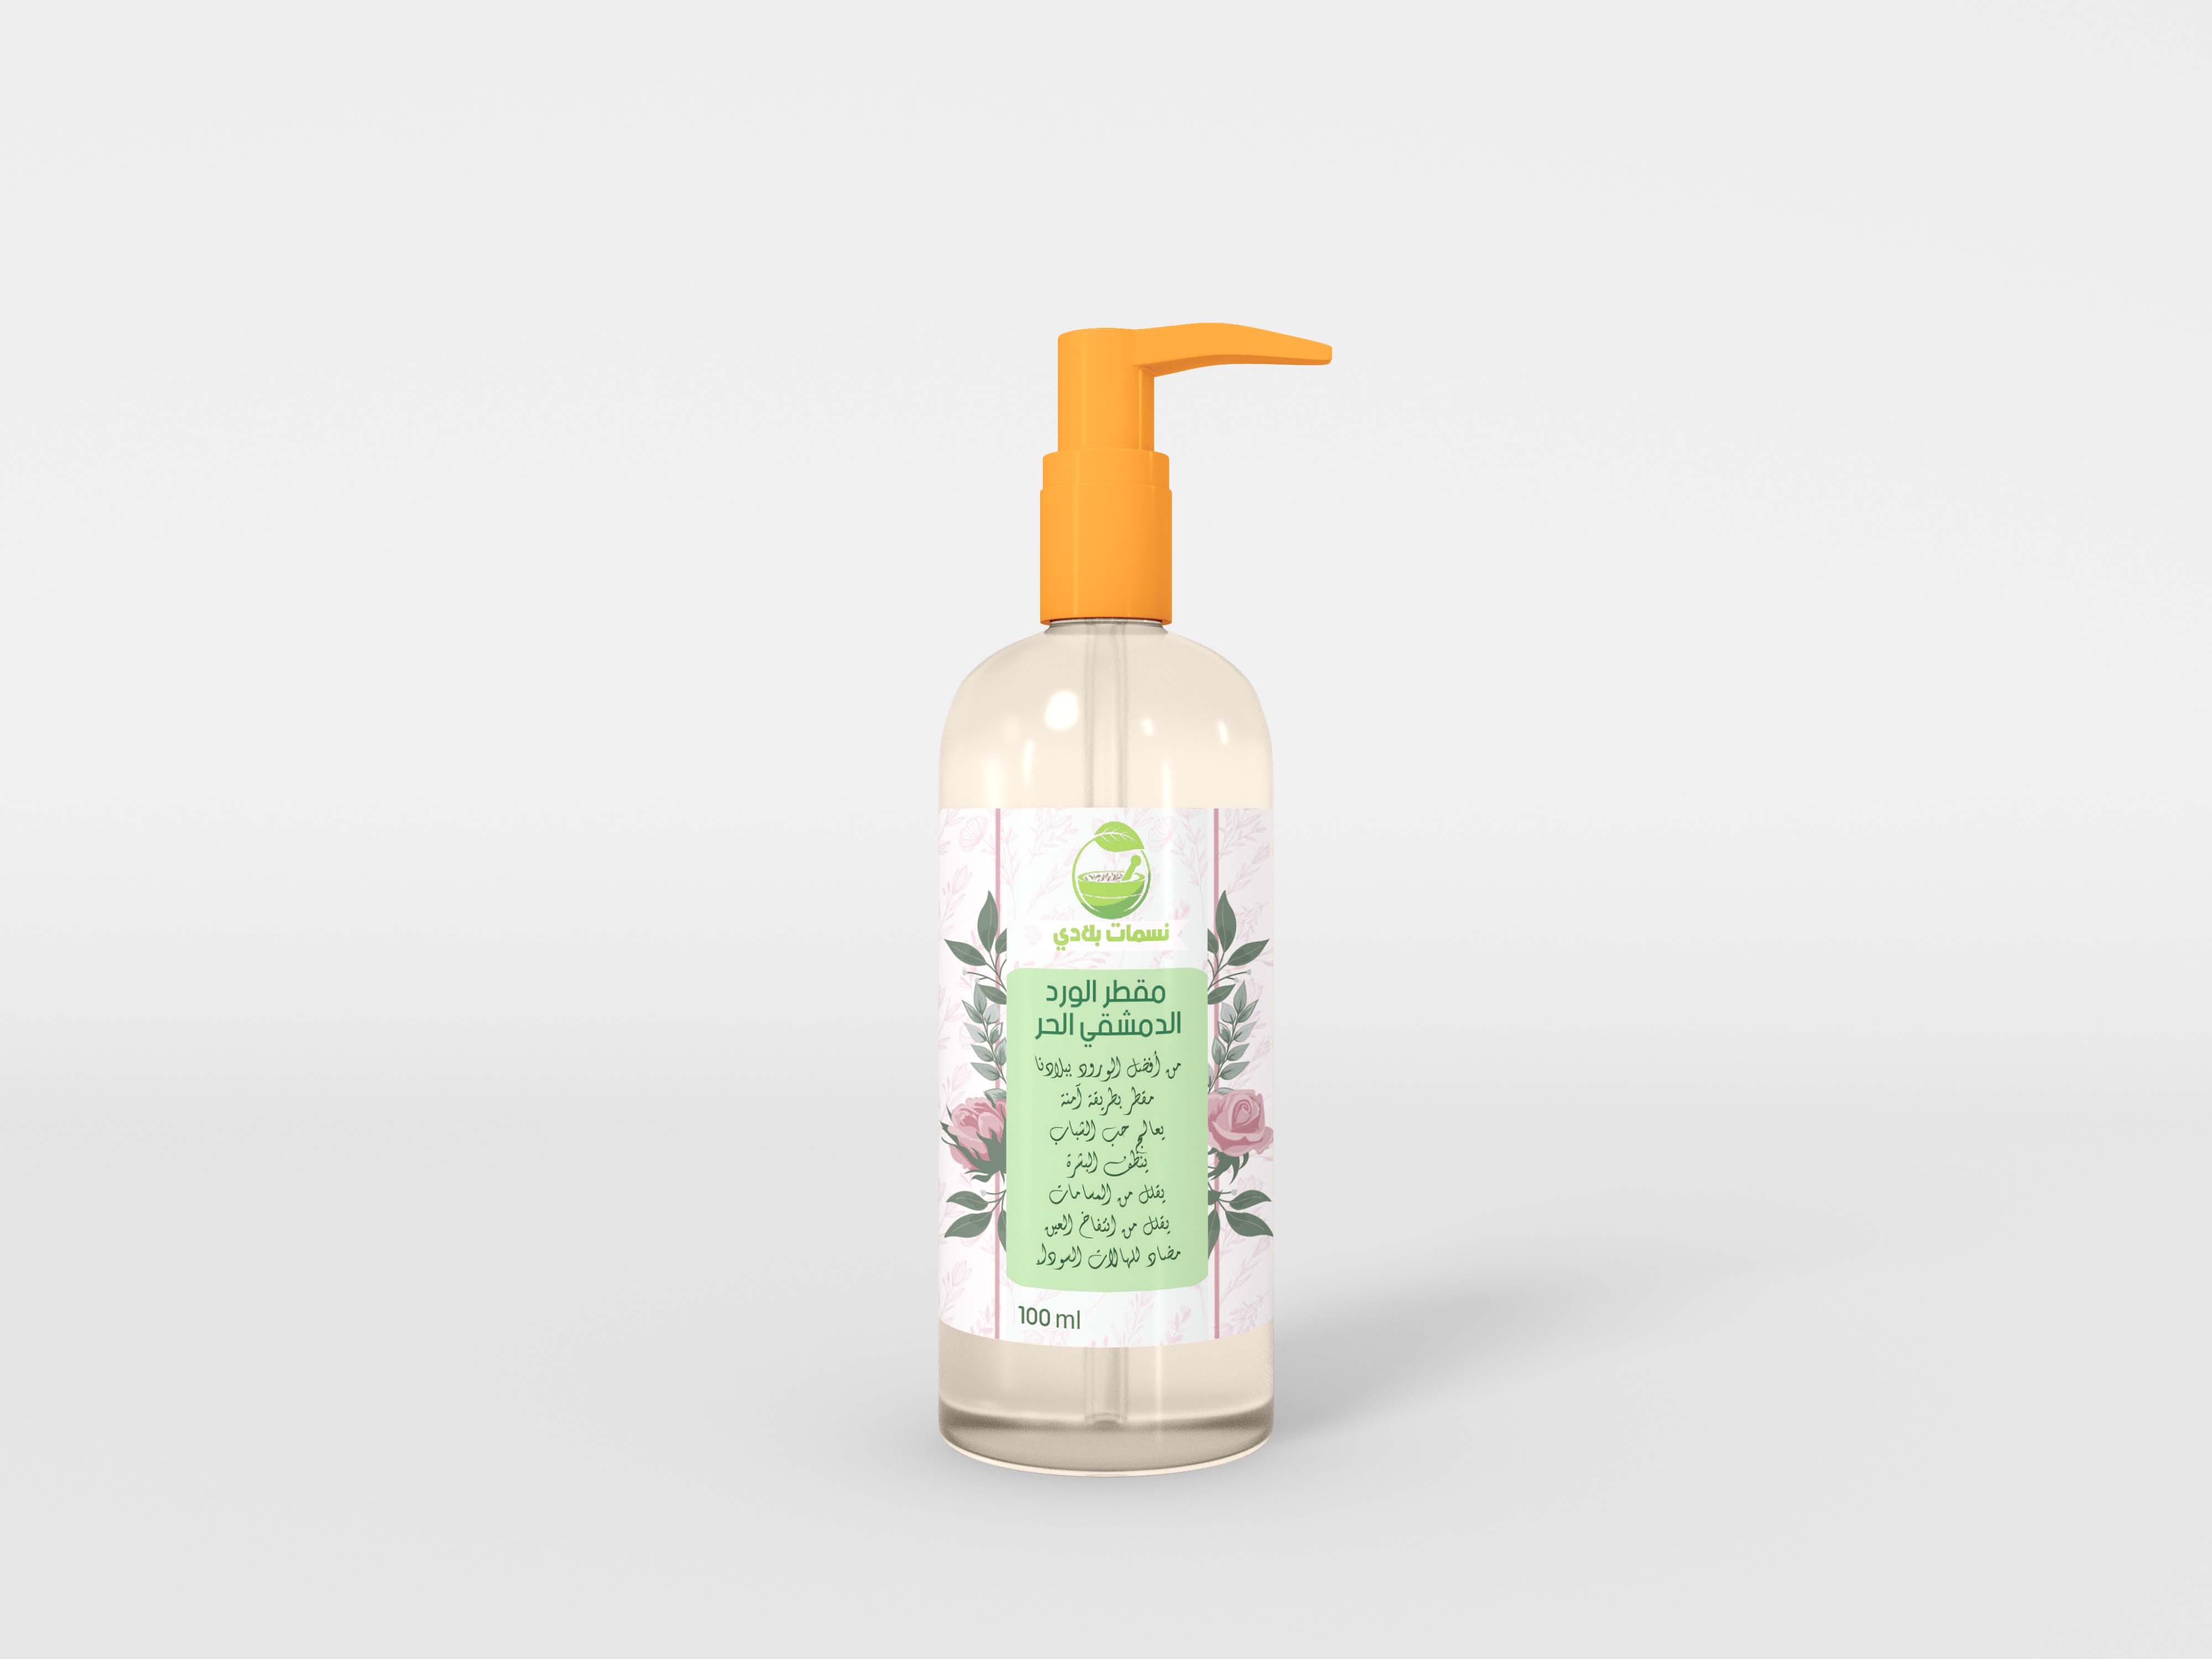 نسمات بلادي
مقطر الورد
الدمشقي الحر
من أفضل الورود ببلادنا
مقطر بطريقة آمنة
يعالج حب الشباب
ينظف البشرة
يقلل من المسامات
يقلل من انتفاخ العين
مضاد للهالات السوداء
100 ml